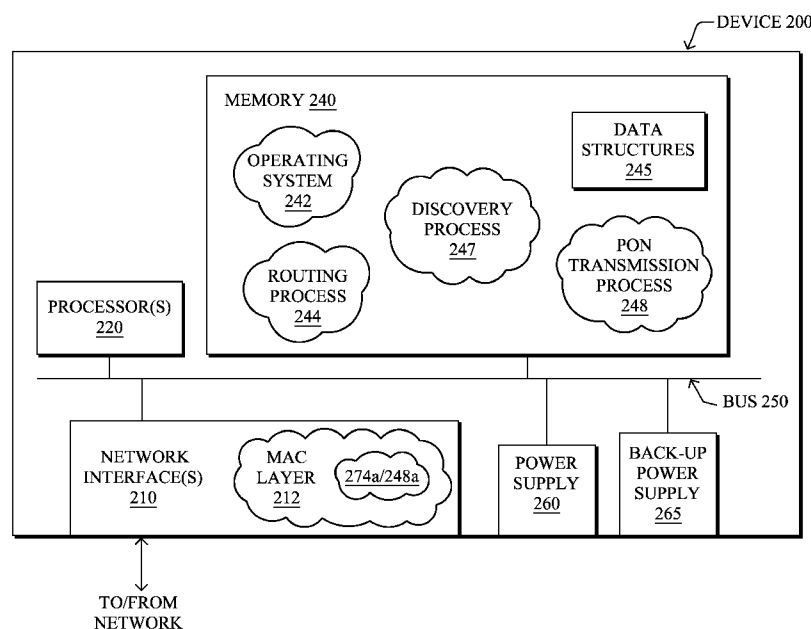 DEVICE 200
MEMORY 240
OPERATING
SYSTEM
242
DATA
STRUCTURES
245
DISCOVERY
PROCESS
247
ROUTING
PROCESS
244
PON
TRANSMISSION
PROCESS
248
PROCESSOR(S)
220
BUS 250
NETWORK
INTERFACE(S)
210
MAC
LAYER
212
274a/248a
POWER
SUPPLY
260
BACK-UP
POWER
SUPPLY
265
TO/FROM
NETWORK